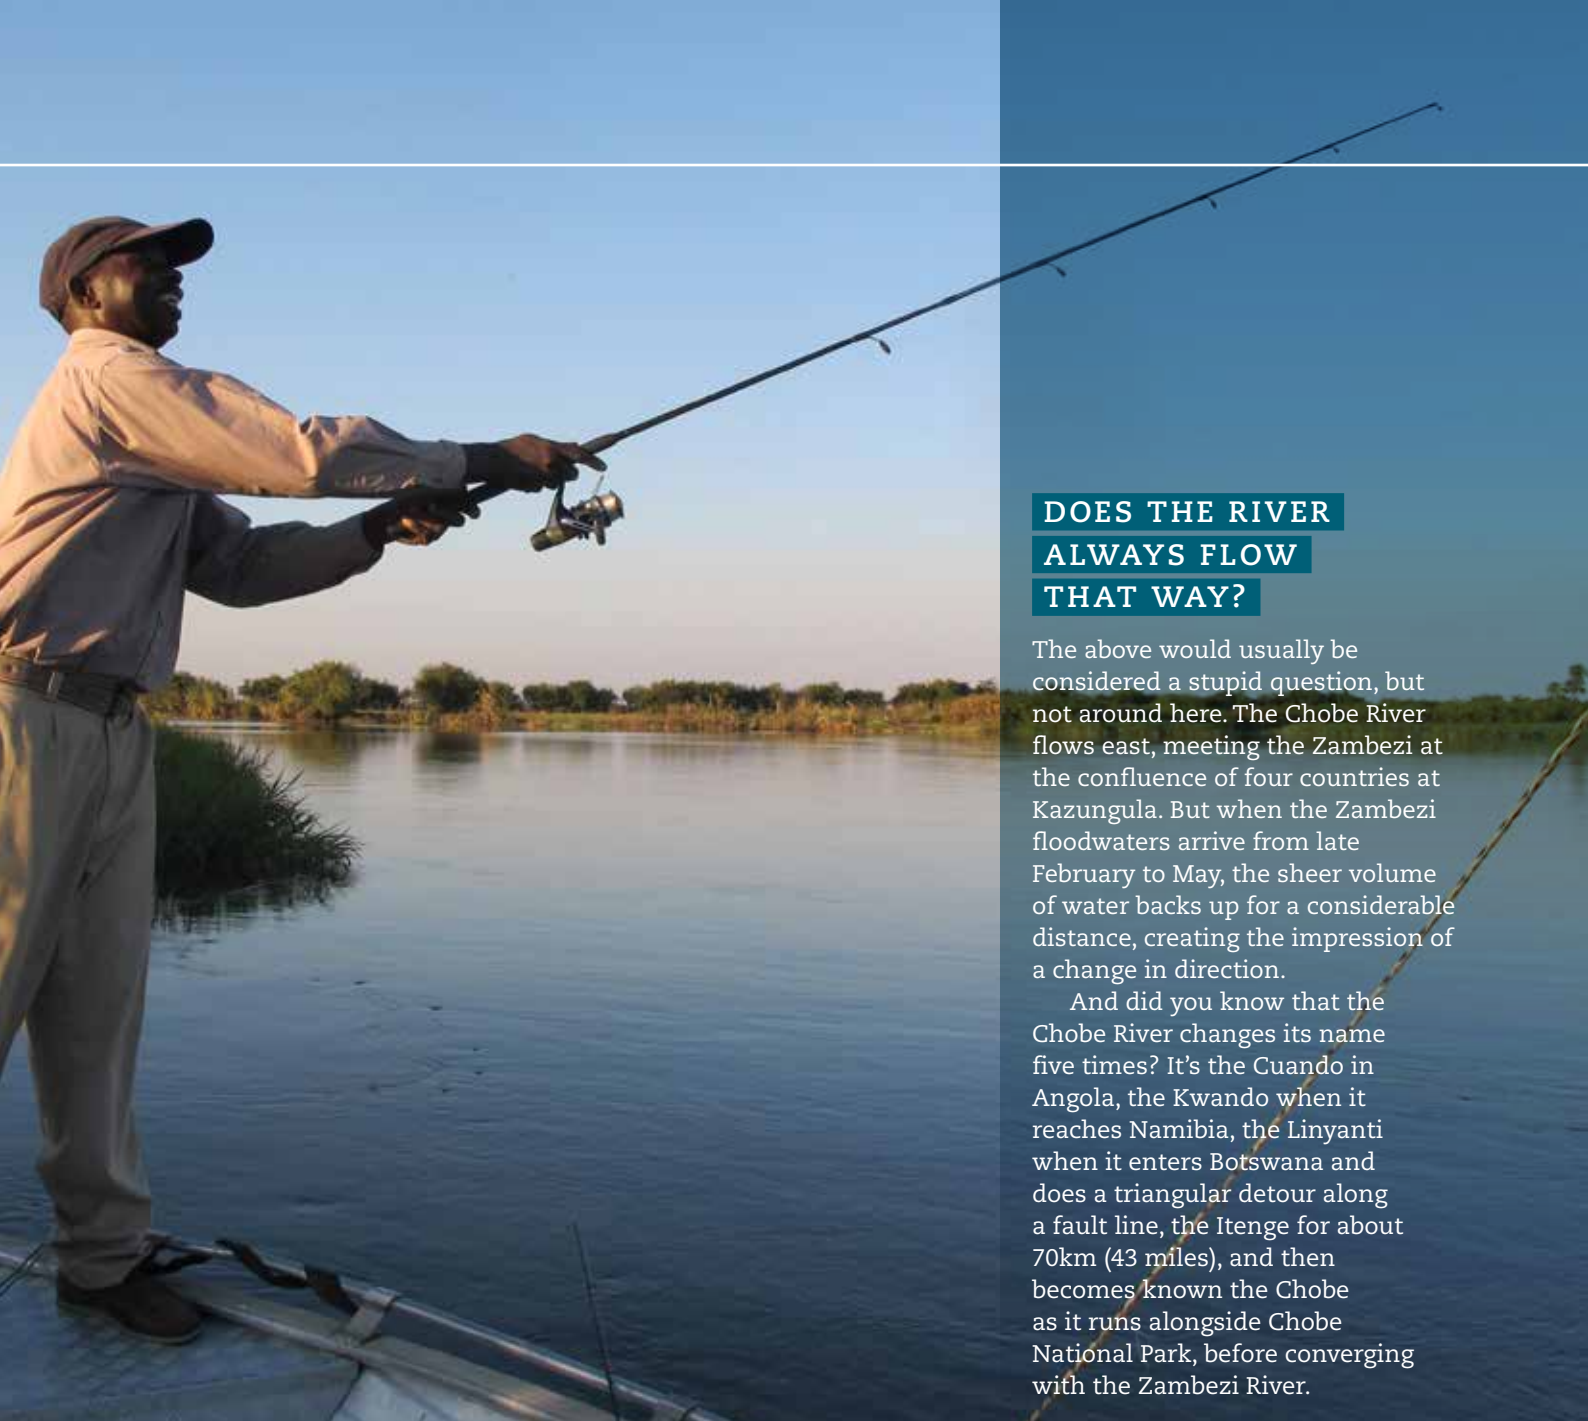 DOES THE RIVER
ALWAYS FLOW
THAT WAY?
The above would usually be
considered a stupid question, but
not around here. The Chobe River
flows east, meeting the Zambezi at
the confluence of four countries at
Kazungula. But when the Zambezi
floodwaters arrive from late
February to May, the sheer volume
of water backs up for a considerable
distance, creating the impression of
a change in direction.
And did you know that the
Chobe River changes its name
five times? It’s the Cuando in
Angola, the Kwando when it
reaches Namibia, the Linyanti
when it enters Botswana and
does a triangular detour along
a fault line, the Itenge for about
70km (43 miles), and then
becomes known the Chobe
as it runs alongside Chobe
National Park, before converging
with the Zambezi River.